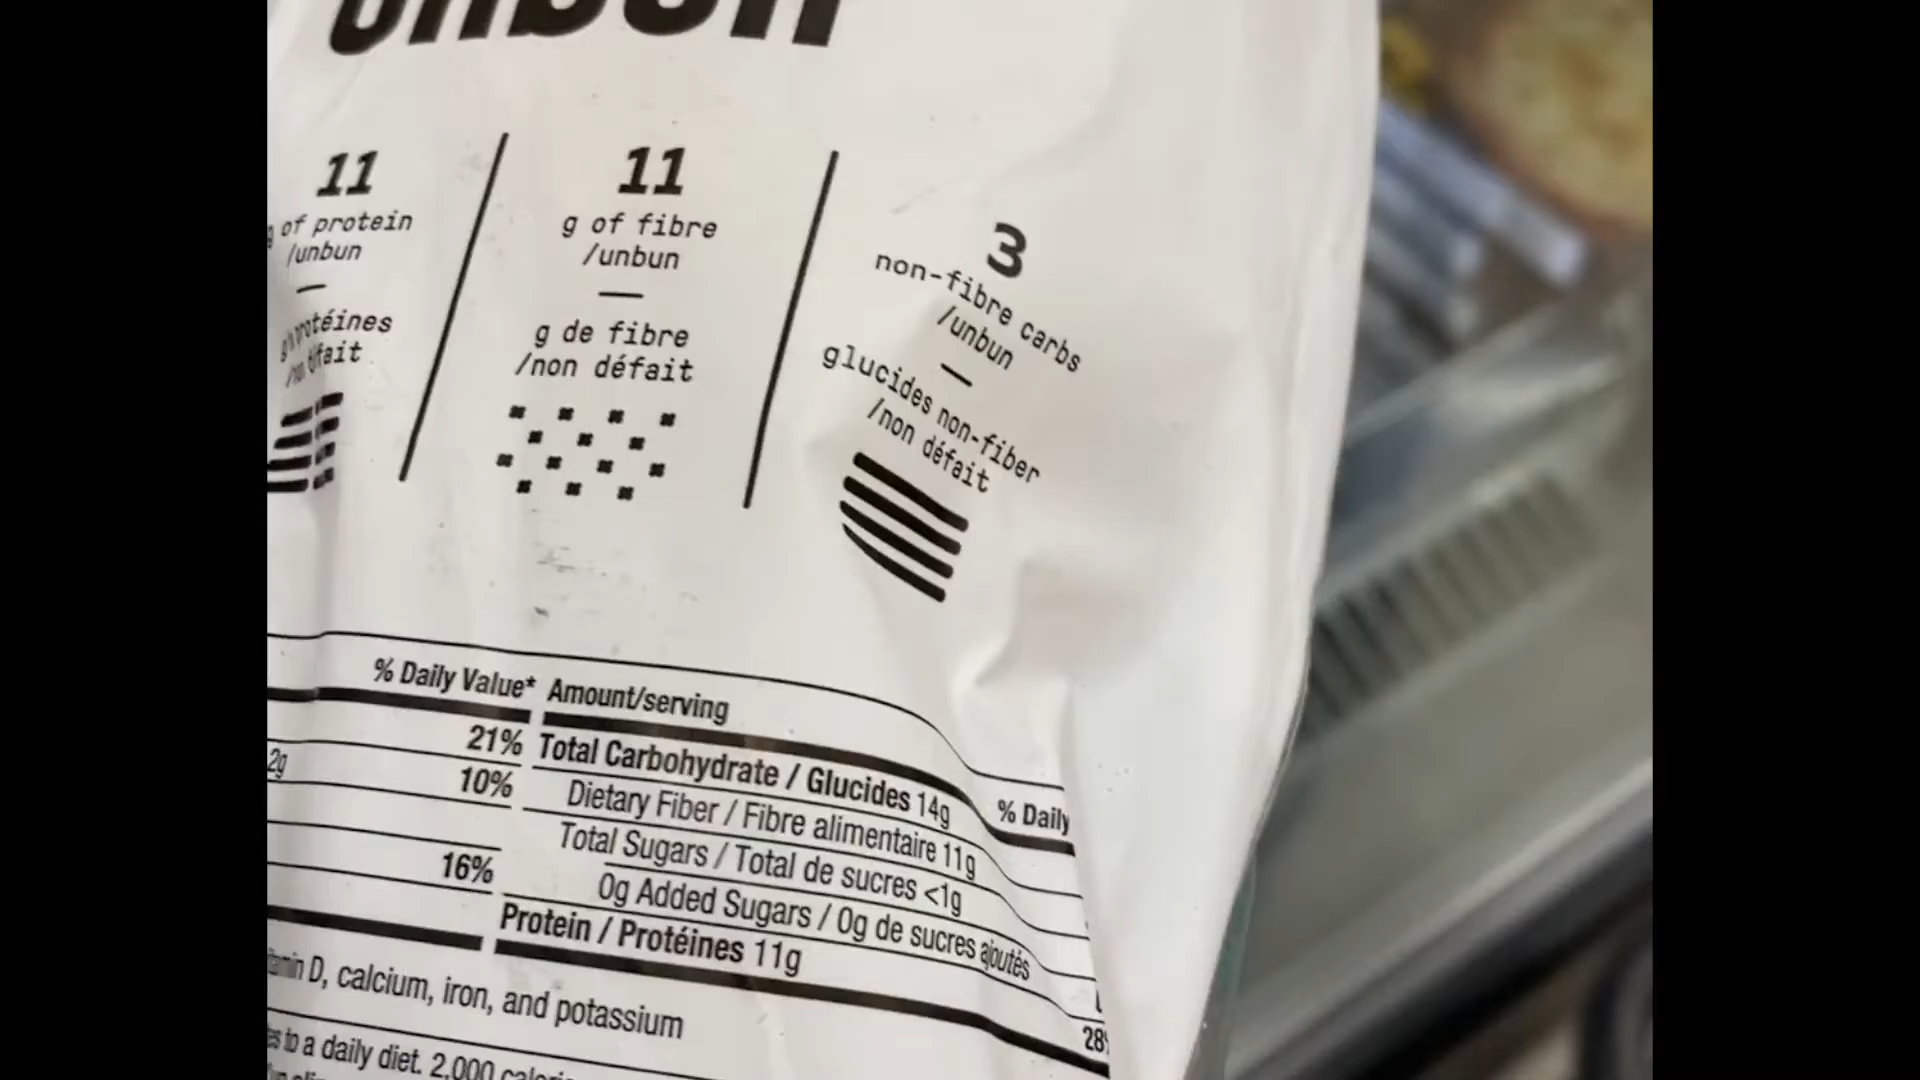 unbun
11
g of protein
/unbun
—
protéines
11
g of fibre
/unbun
—
g de fibre
/non défait
3
non-fibre carbs
/unbun
—
glucides non-fiber
/non défait
% Daily Value* Amount/serving
% Daily
21% Total Carbohydrate / Glucides 14g
2g 10% Dietary Fiber / Fibre alimentaire 11g
Total Sugars / Total de sucres <1g
16% 0g Added Sugars / 0g de sucres ajoutés
Protein / Protéines 11g
28
D, calcium, iron, and potassium
to a daily diet. 2,000